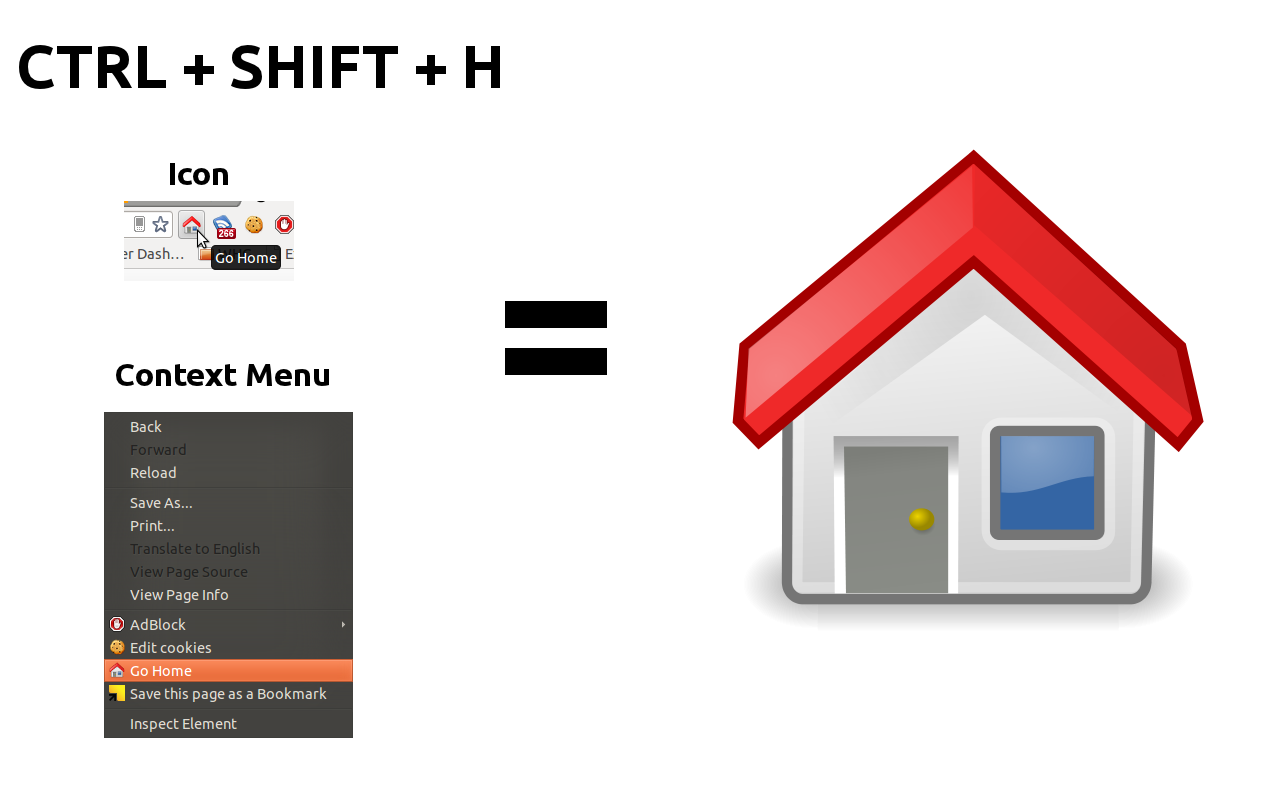 CTRL + SHIFT + H
Icon
266
er Dash...
Go Home
E
Context Menu
Back
Forward
Reload
Save As...
Print...
Translate to English
View Page Source
View Page Info
AdBlock
Edit cookies
Go Home
Save this page as a Bookmark
Inspect Element